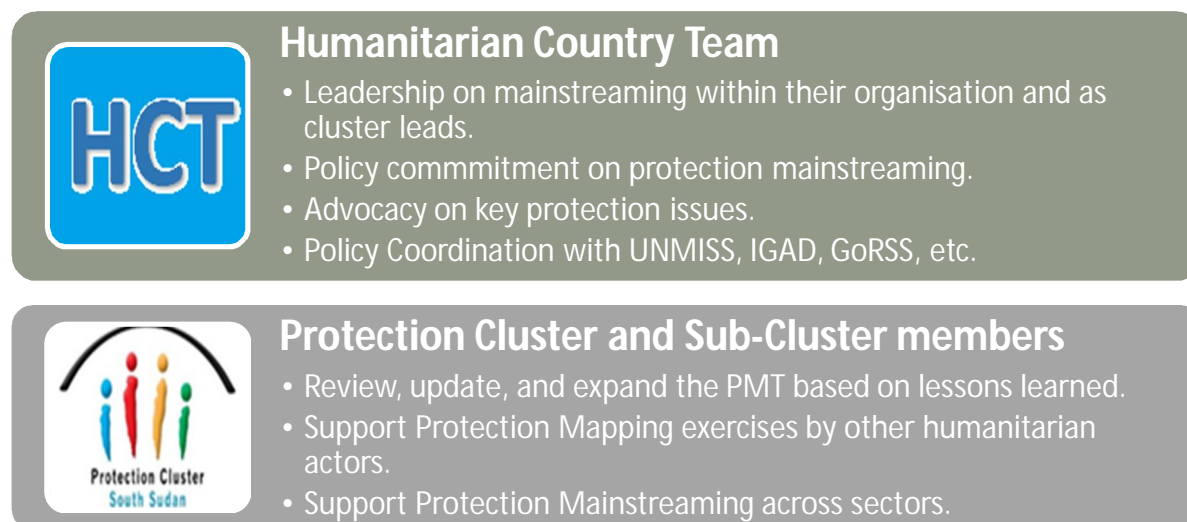 HCT
Humanitarian Country Team
• Leadership on mainstreaming within their organisation and as
cluster leads.
• Policy commmitment on protection mainstreaming.
• Advocacy on key protection issues.
• Policy Coordination with UNMISS, IGAD, GoRSS, etc.
Protection Cluster
South Sudan
Protection Cluster and Sub-Cluster members
• Review, update, and expand the PMT based on lessons learned.
• Support Protection Mapping exercises by other humanitarian
actors.
• Support Protection Mainstreaming across sectors.